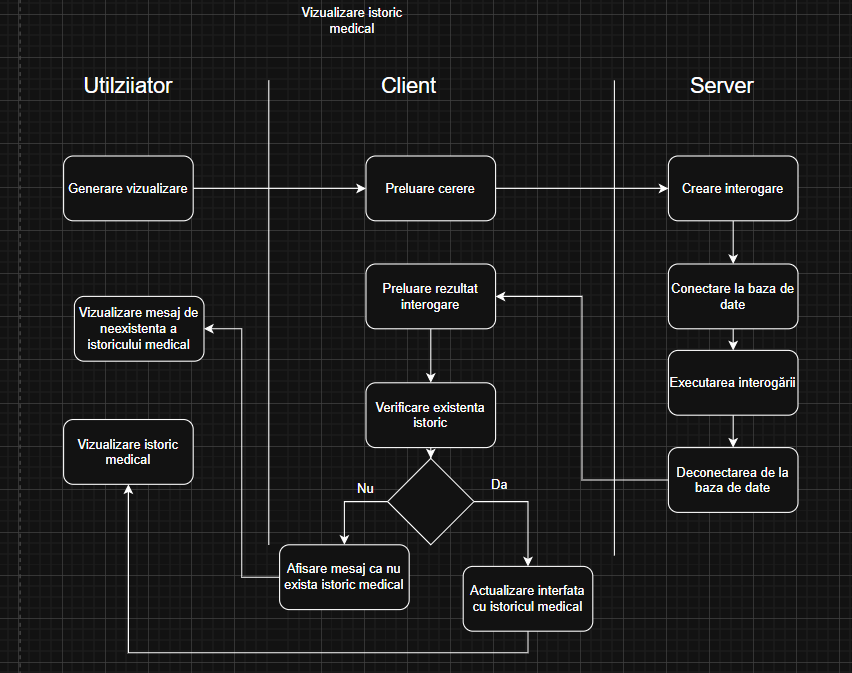 Vizualizare istoric
medical
Utilziiator
Client
Server
Generare vizualizare
Preluare cerere
Creare interogare
Preluare rezultat
interogare
Conectare la baza de
date
Vizualizare mesaj de
neexistenta a
istoricului medical
Executarea interogării
Verificare existenta
istoric
Vizualizare istoric
medical
Deconectarea de la
baza de date
Nu
Da
Afisare mesaj ca nu
exista istoric medical
Actualizare interfata
cu istoricul medical